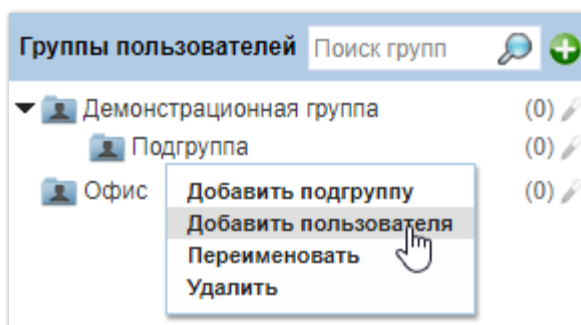 Группы пользователей Поиск групп
Демонстрационная группа (0)
Подгруппа (0)
Офис (0)
Добавить подгруппу
Добавить пользователя
Переименовать
Удалить